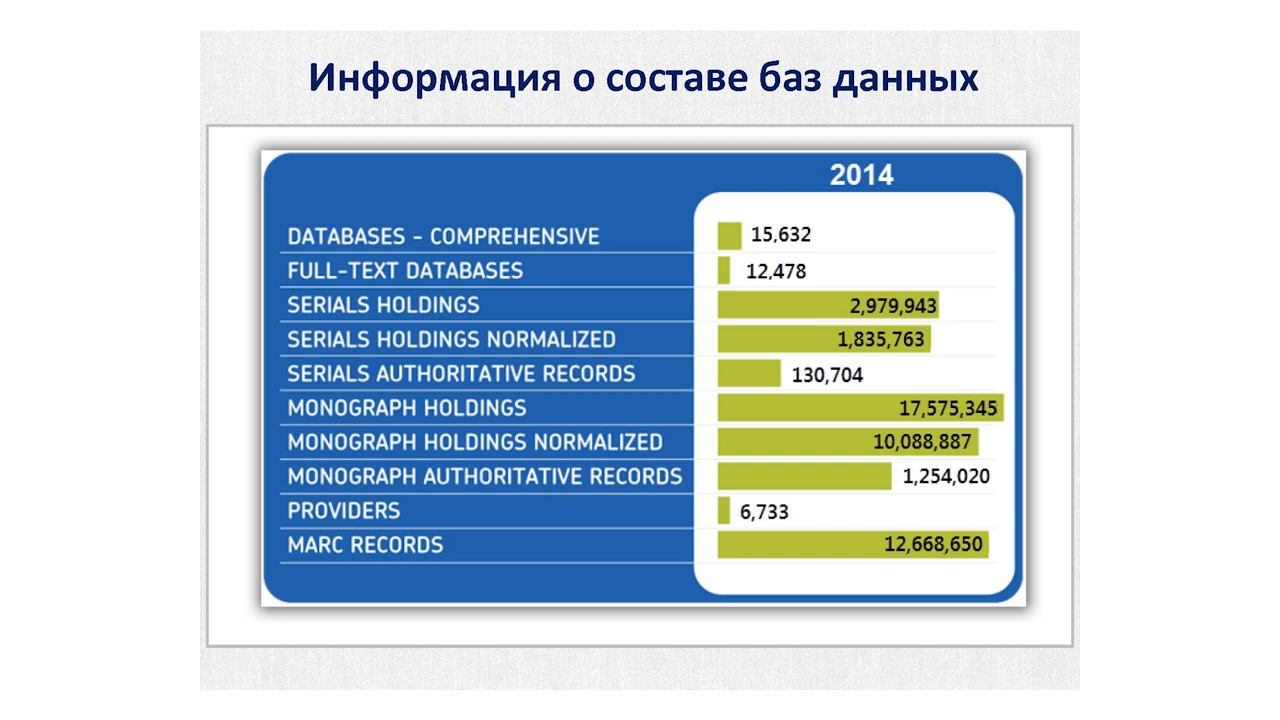 Информация о составе баз данных
2014
DATABASES - COMPREHENSIVE 15,632
FULL-TEXT DATABASES 12,478
SERIALS HOLDINGS 2,979,943
SERIALS HOLDINGS NORMALIZED 1,835,763
SERIALS AUTHORITATIVE RECORDS 130,704
MONOGRAPH HOLDINGS 17,575,345
MONOGRAPH HOLDINGS NORMALIZED 10,088,887
MONOGRAPH AUTHORITATIVE RECORDS 1,254,020
PROVIDERS 6,733
MARC RECORDS 12,668,650